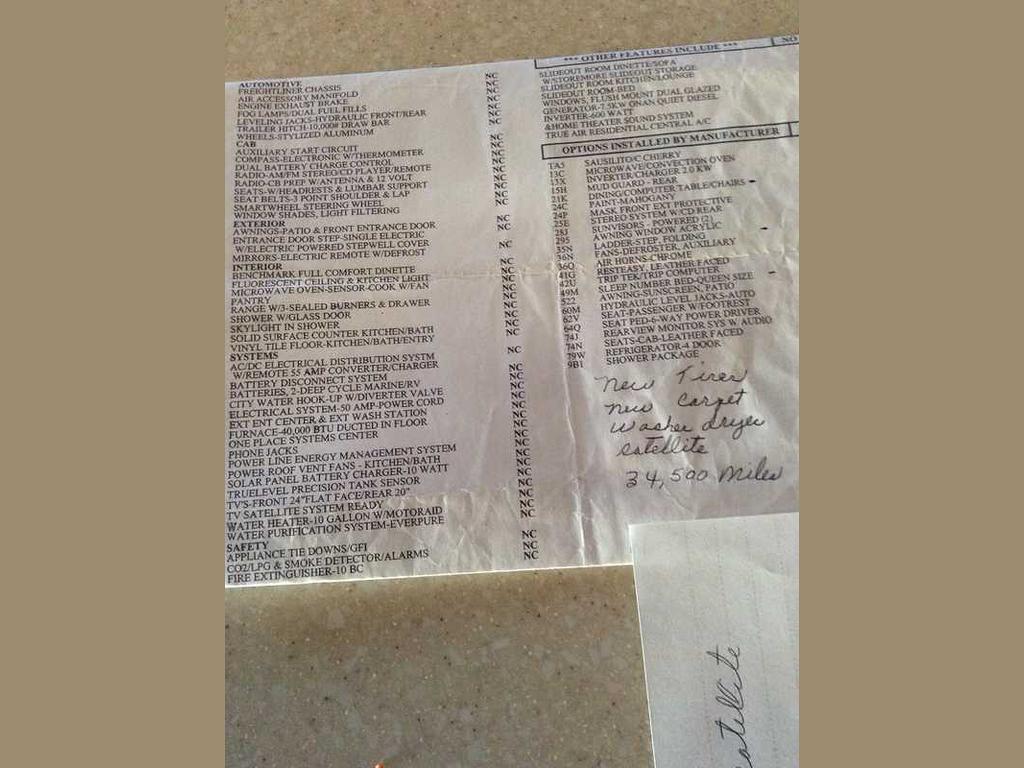 AUTOMOTIVE
FREIGHTLINER CHASSIS NC
AIR ACCESSORY MANIFOLD NC
ENGINE EXHAUST BRAKE NC
FOG LAMPS/DUAL FUEL FILLS NC
LEVELING JACKS-HYDRAULIC FRONT/REAR NC
TRAILER HITCH-10,000# DRAW BAR
WHEELS-STYLIZED ALUMINUM
CAB
AUXILIARY START CIRCUIT NC
COMPASS-ELECTRONIC W/THERMOMETER NC
DUAL BATTERY CHARGE CONTROL NC
RADIO-AM/FM STEREO/CD PLAYER/REMOTE NC
RADIO-CB PREP W/ANTENNA & 12 VOLT NC
SEATS-W/HEADRESTS & LUMBAR SUPPORT NC
SEAT BELTS-3 POINT SHOULDER & LAP NC
SMARTWHEEL STEERING WHEEL
WINDOW SHADES, LIGHT FILTERING
EXTERIOR
AWNINGS-PATIO & FRONT ENTRANCE DOOR NC
ENTRANCE DOOR STEP-SINGLE ELECTRIC NC
W/ELECTRIC POWERED STEPWELL COVER
MIRRORS-ELECTRIC REMOTE W/DEFROST NC
INTERIOR
BENCHMARK FULL COMFORT DINETTE NC
FLUORESCENT CEILING & KITCHEN LIGHT NC
MICROWAVE OVEN-SENSOR-COOK W/FAN NC
PANTRY NC
RANGE W/3-SEALED BURNERS & DRAWER NC
SHOWER W/GLASS DOOR NC
SKYLIGHT IN SHOWER NC
SOLID SURFACE COUNTER KITCHEN/BATH
VINYL TILE FLOOR-KITCHEN/BATH/ENTRY
SYSTEMS
AC/DC ELECTRICAL DISTRIBUTION SYSTM NC
W/REMOTE 55 AMP CONVERTER/CHARGER
BATTERY DISCONNECT SYSTEM NC
BATTERIES, 2-DEEP CYCLE MARINE/RV NC
CITY WATER HOOK-UP W/DIVERTER VALVE NC
ELECTRICAL SYSTEM-50 AMP-POWER CORD NC
EXT ENT CENTER & EXT WASH STATION NC
FURNACE-40,000 BTU DUCTED IN FLOOR NC
ONE PLACE SYSTEMS CENTER NC
PHONE JACKS NC
POWER LINE ENERGY MANAGEMENT SYSTEM NC
POWER ROOF VENT FANS - KITCHEN/BATH NC
SOLAR PANEL BATTERY CHARGER-10 WATT NC
TRUELEVEL PRECISION TANK SENSOR NC
TV'S-FRONT 24"FLAT FACE/REAR 20" NC
TV SATELLITE SYSTEM READY NC
WATER HEATER-10 GALLON W/MOTORAID
WATER PURIFICATION SYSTEM-EVERPURE
SAFETY
APPLIANCE TIE DOWNS/GFI NC
CO2/LPG & SMOKE DETECTOR/ALARMS NC
FIRE EXTINGUISHER-10 BC NC
*** OTHER FEATURES INCLUDE *** NO
SLIDEOUT ROOM DINETTE/SOFA
W/STOREMORE SLIDEOUT STORAGE
SLIDEOUT ROOM KITCHEN/LOUNGE
SLIDEOUT ROOM-BED
WINDOWS, FLUSH MOUNT DUAL GLAZED
GENERATOR-7.5KW ONAN QUIET DIESEL
INVERTER-600 WATT
&HOME THEATER SOUND SYSTEM
TRUE AIR RESIDENTIAL CENTRAL A/C
OPTIONS INSTALLED BY MANUFACTURER
TA5 SAUSILITO/C CHERRY
13C MICROWAVE/CONVECTION OVEN
13X INVERTER/CHARGER 2.0 KW
15H MUD GUARD - REAR
21K DINING/COMPUTER TABLE/CHAIRS -
24C PAINT-MAHOGANY
24P MASK FRONT EXT PROTECTIVE
25E STEREO SYSTEM W/CD REAR
28J SUNVISORS - POWERED (2)
295 AWNING WINDOW ACRYLIC -
35N LADDER-STEP, FOLDING
36N FANS-DEFROSTER, AUXILIARY
36Q AIR HORNS-CHROME
41G RESTEASY, LEATHER FACED
42U TRIP TEK/TRIP COMPUTER
49M SLEEP NUMBER BED-QUEEN SIZE -
522 AWNING-SUNSCREEN, PATIO
60M HYDRAULIC LEVEL JACKS-AUTO
62V SEAT-PASSENGER W/FOOTREST
64Q SEAT PED-6-WAY POWER DRIVER
74J REARVIEW MONITOR SYS W/ AUDIO
74N SEATS-CAB-LEATHER FACED
79W REFRIGERATOR-4 DOOR
9B1 SHOWER PACKAGE
New Tires
new carpet
washer dryer
satellite
34,500 Miles
satellite